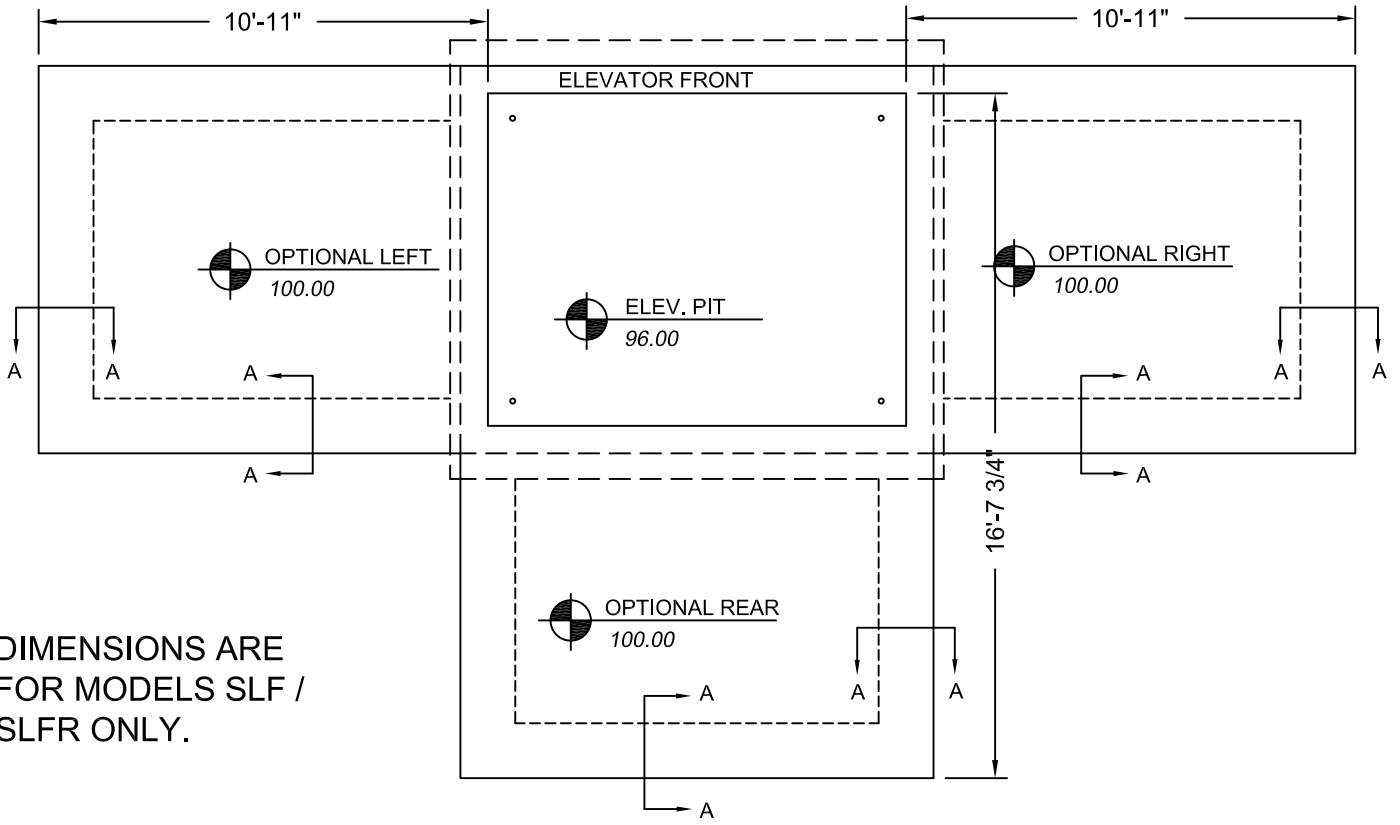 10'-11"
10'-11"
ELEVATOR FRONT
OPTIONAL LEFT
100.00
OPTIONAL RIGHT
100.00
ELEV. PIT
96.00
A
A
A
A
A
A
A
A
16'-7 3/4"
OPTIONAL REAR
100.00
A
A
A
A
DIMENSIONS ARE
FOR MODELS SLF /
SLFR ONLY.